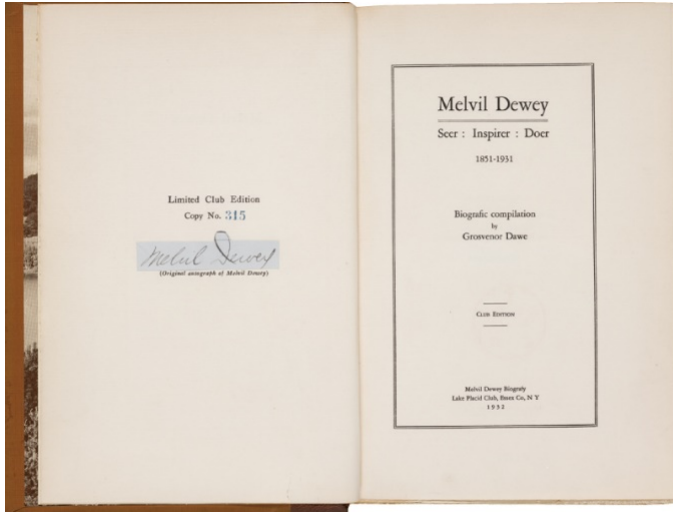 Limited Club Edition
Copy No. 315
Melvil Dewey
(Original autograph of Melvil Dewey)
Melvil Dewey
Seer : Inspirer : Doer
1851-1931
Biografic compilation
by
Grosvenor Dawe
Club Edition
Melvil Dewey Biografy
Lake Placid Club, Essex Co, N Y
1932